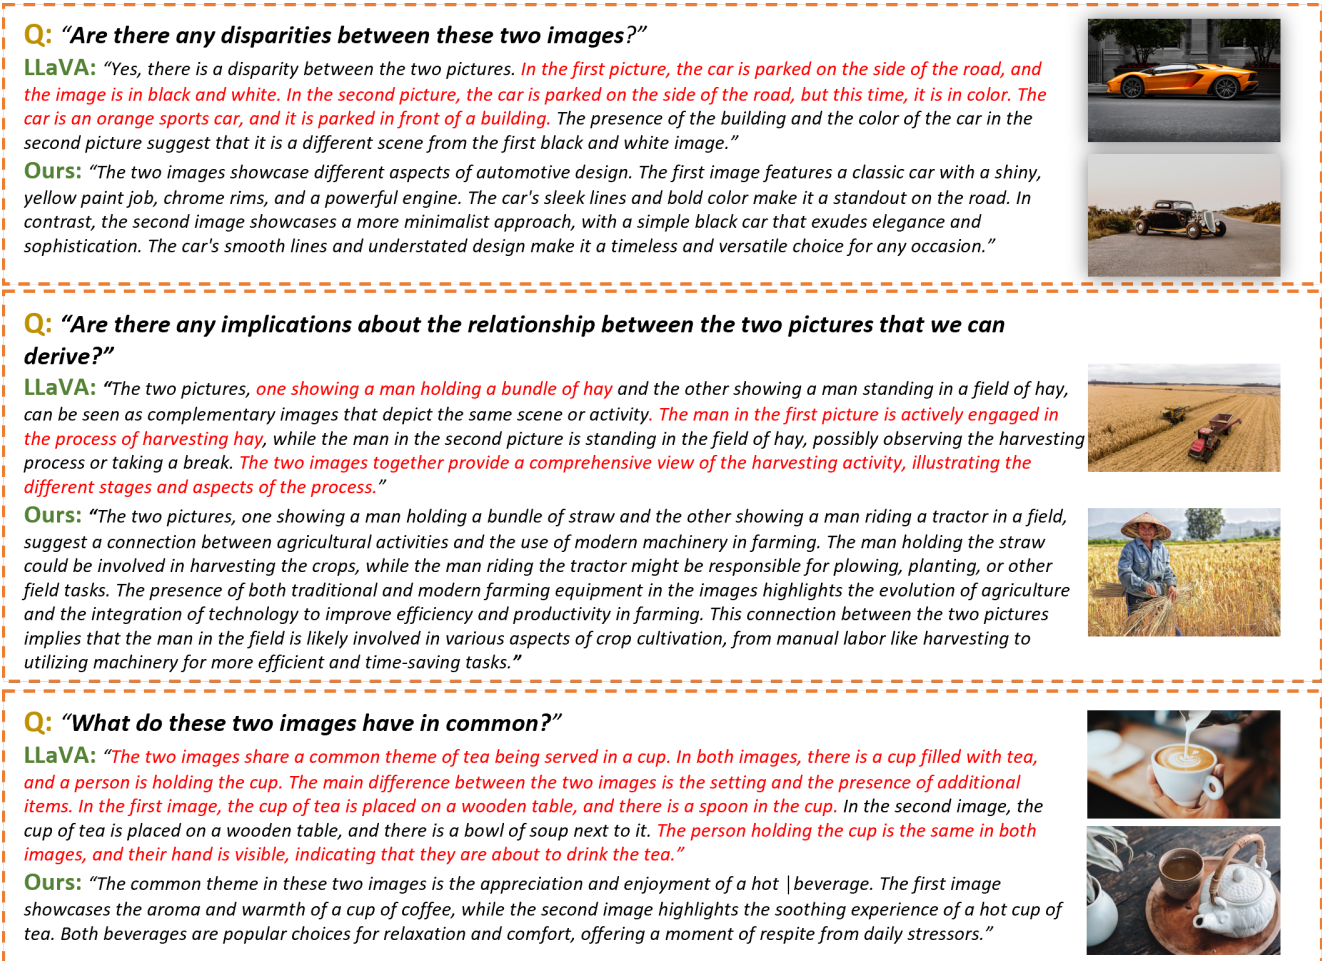 Q: “Are there any disparities between these two images?”
LLaVA: “Yes, there is a disparity between the two pictures. In the first picture, the car is parked on the side of the road, and
the image is in black and white. In the second picture, the car is parked on the side of the road, but this time, it is in color. The
car is an orange sports car, and it is parked in front of a building. The presence of the building and the color of the car in the
second picture suggest that it is a different scene from the first black and white image.”
Ours: “The two images showcase different aspects of automotive design. The first image features a classic car with a shiny,
yellow paint job, chrome rims, and a powerful engine. The car's sleek lines and bold color make it a standout on the road. In
contrast, the second image showcases a more minimalist approach, with a simple black car that exudes elegance and
sophistication. The car's smooth lines and understated design make it a timeless and versatile choice for any occasion.”
Q: “Are there any implications about the relationship between the two pictures that we can
derive?”
LLaVA: “The two pictures, one showing a man holding a bundle of hay and the other showing a man standing in a field of hay,
can be seen as complementary images that depict the same scene or activity. The man in the first picture is actively engaged in
the process of harvesting hay, while the man in the second picture is standing in the field of hay, possibly observing the harvesting
process or taking a break. The two images together provide a comprehensive view of the harvesting activity, illustrating the
different stages and aspects of the process.”
Ours: “The two pictures, one showing a man holding a bundle of straw and the other showing a man riding a tractor in a field,
suggest a connection between agricultural activities and the use of modern machinery in farming. The man holding the straw
could be involved in harvesting the crops, while the man riding the tractor might be responsible for plowing, planting, or other
field tasks. The presence of both traditional and modern farming equipment in the images highlights the evolution of agriculture
and the integration of technology to improve efficiency and productivity in farming. This connection between the two pictures
implies that the man in the field is likely involved in various aspects of crop cultivation, from manual labor like harvesting to
utilizing machinery for more efficient and time-saving tasks.”
Q: “What do these two images have in common?”
LLaVA: “The two images share a common theme of tea being served in a cup. In both images, there is a cup filled with tea,
and a person is holding the cup. The main difference between the two images is the setting and the presence of additional
items. In the first image, the cup of tea is placed on a wooden table, and there is a spoon in the cup. In the second image, the
cup of tea is placed on a wooden table, and there is a bowl of soup next to it. The person holding the cup is the same in both
images, and their hand is visible, indicating that they are about to drink the tea.”
Ours: “The common theme in these two images is the appreciation and enjoyment of a hot |beverage. The first image
showcases the aroma and warmth of a cup of coffee, while the second image highlights the soothing experience of a hot cup of
tea. Both beverages are popular choices for relaxation and comfort, offering a moment of respite from daily stressors.”